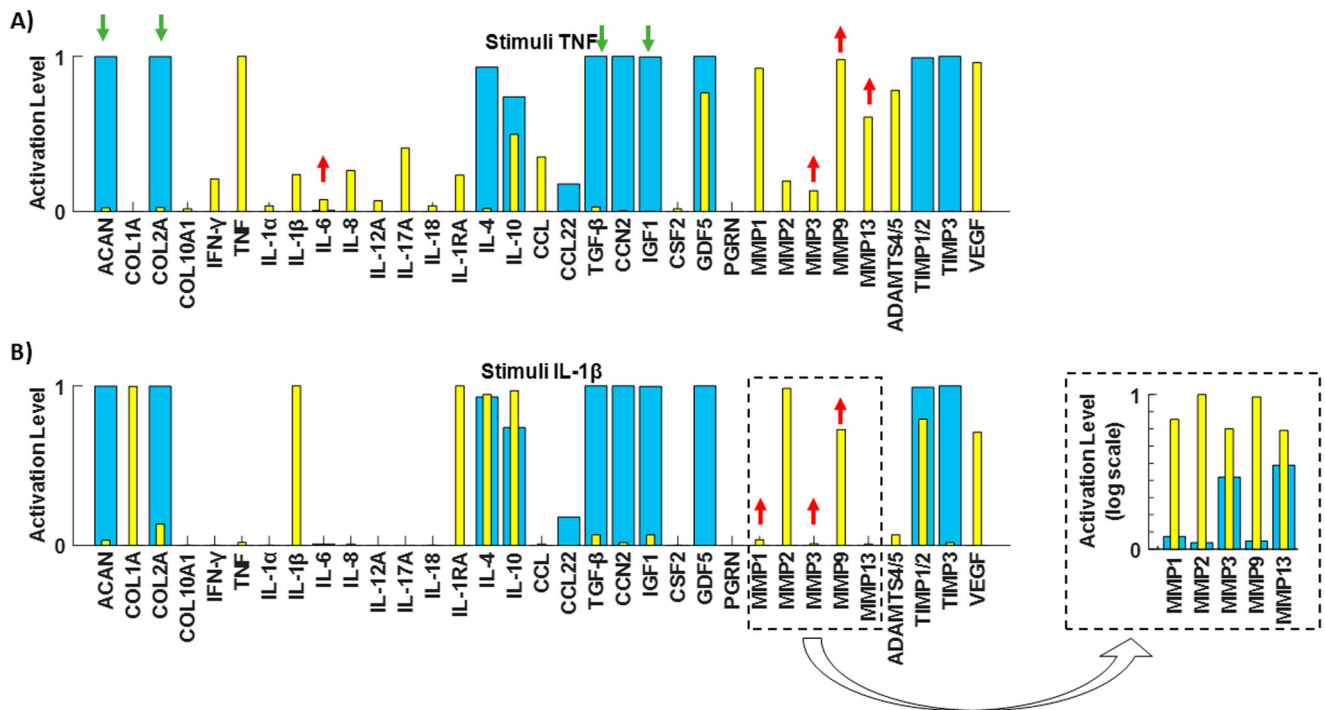 A)
Stimuli TNF
Activation Level
1
0
ACAN
COL1A
COL2A
COL10A1
IFN-γ
TNF
IL-1α
IL-1β
IL-6
IL-8
IL-12A
IL-17A
IL-18
IL-1RA
IL-4
IL-10
CCL
CCL22
TGF-β
CCN2
IGF1
CSF2
GDF5
PGRN
MMP1
MMP2
MMP3
MMP9
MMP13
ADAMTS4/5
TIMP1/2
TIMP3
VEGF
B)
Stimuli IL-1β
Activation Level
1
0
ACAN
COL1A
COL2A
COL10A1
IFN-γ
TNF
IL-1α
IL-1β
IL-6
IL-8
IL-12A
IL-17A
IL-18
IL-1RA
IL-4
IL-10
CCL
CCL22
TGF-β
CCN2
IGF1
CSF2
GDF5
PGRN
MMP1
MMP2
MMP3
MMP9
MMP13
ADAMTS4/5
TIMP1/2
TIMP3
VEGF
Activation Level
(log scale)
1
0
MMP1
MMP2
MMP3
MMP9
MMP13